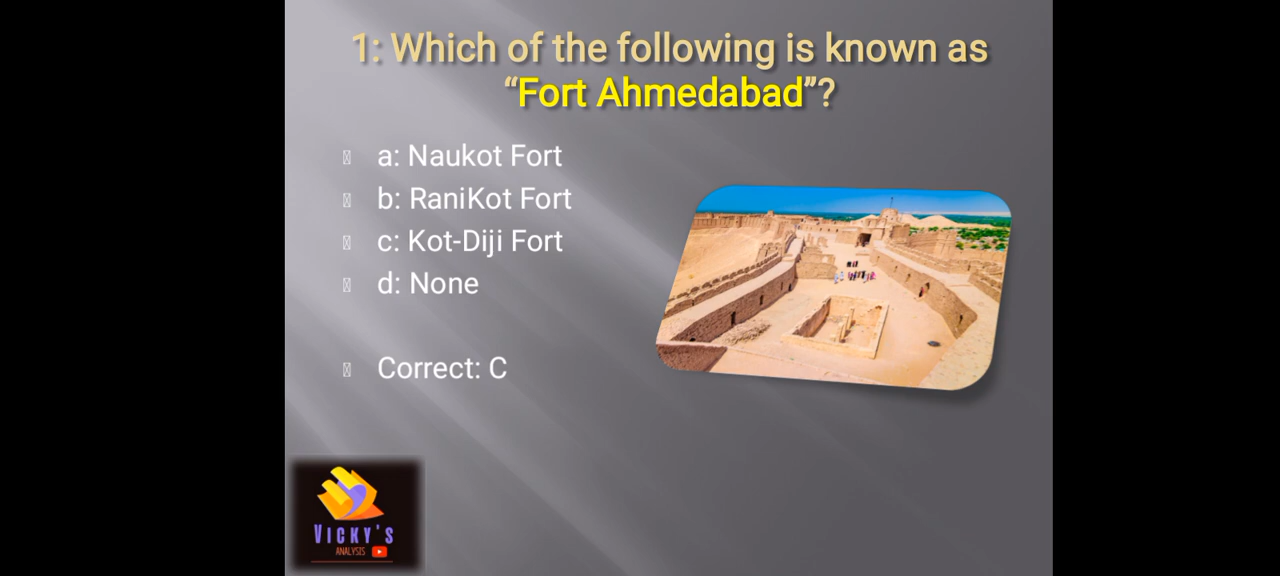 1: Which of the following is known as
“Fort Ahmedabad”?
a: Naukot Fort
b: RaniKot Fort
c: Kot-Diji Fort
d: None
Correct: C
VICKY'S
ANALYSIS